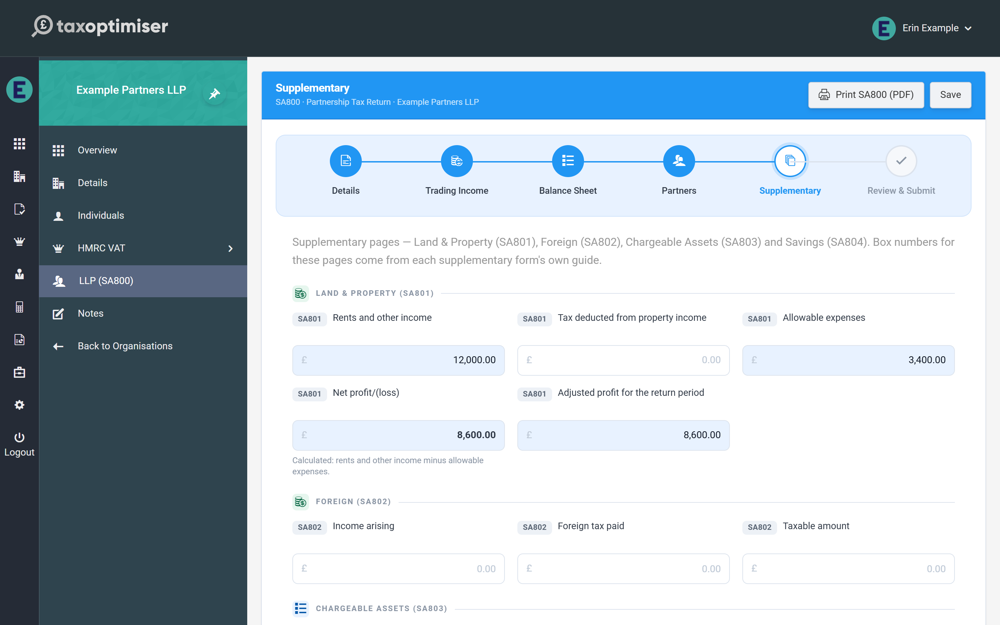 taxoptimiser
E
Erin Example
E
Example Partners LLP
Overview
Details
Individuals
HMRC VAT
LLP (SA800)
Notes
Back to Organisations
Logout
Supplementary
SA800 · Partnership Tax Return · Example Partners LLP
Print SA800 (PDF)
Save
Details
Trading Income
Balance Sheet
Partners
Supplementary
Review & Submit
Supplementary pages — Land & Property (SA801), Foreign (SA802), Chargeable Assets (SA803) and Savings (SA804). Box numbers for
these pages come from each supplementary form's own guide.
LAND & PROPERTY (SA801)
SA801 Rents and other income
SA801 Tax deducted from property income
SA801 Allowable expenses
£ 12,000.00
£ 0.00
£ 3,400.00
SA801 Net profit/(loss)
SA801 Adjusted profit for the return period
£ 8,600.00
£ 8,600.00
Calculated: rents and other income minus allowable
expenses.
FOREIGN (SA802)
SA802 Income arising
SA802 Foreign tax paid
SA802 Taxable amount
£ 0.00
£ 0.00
£ 0.00
CHARGEABLE ASSETS (SA803)